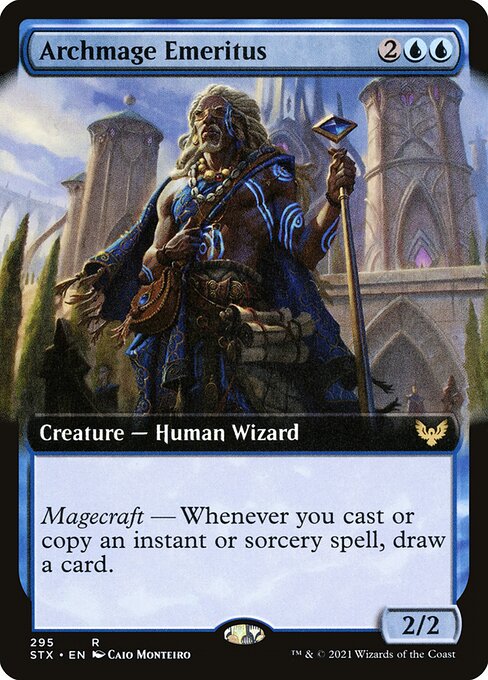 Archmage Emeritus 2
Creature — Human Wizard
Magecraft — Whenever you cast or
copy an instant or sorcery spell, draw
a card.
2/2
295 R
STX • EN Caio Monteiro ™ & © 2021 Wizards of the Coast